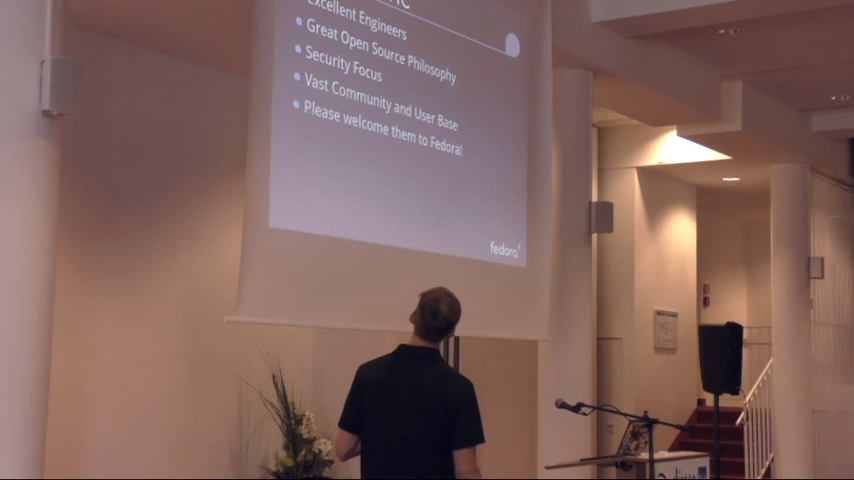 Excellent Engineers
Great Open Source Philosophy
Security Focus
Vast Community and User Base
Please welcome them to Fedora!
fedora